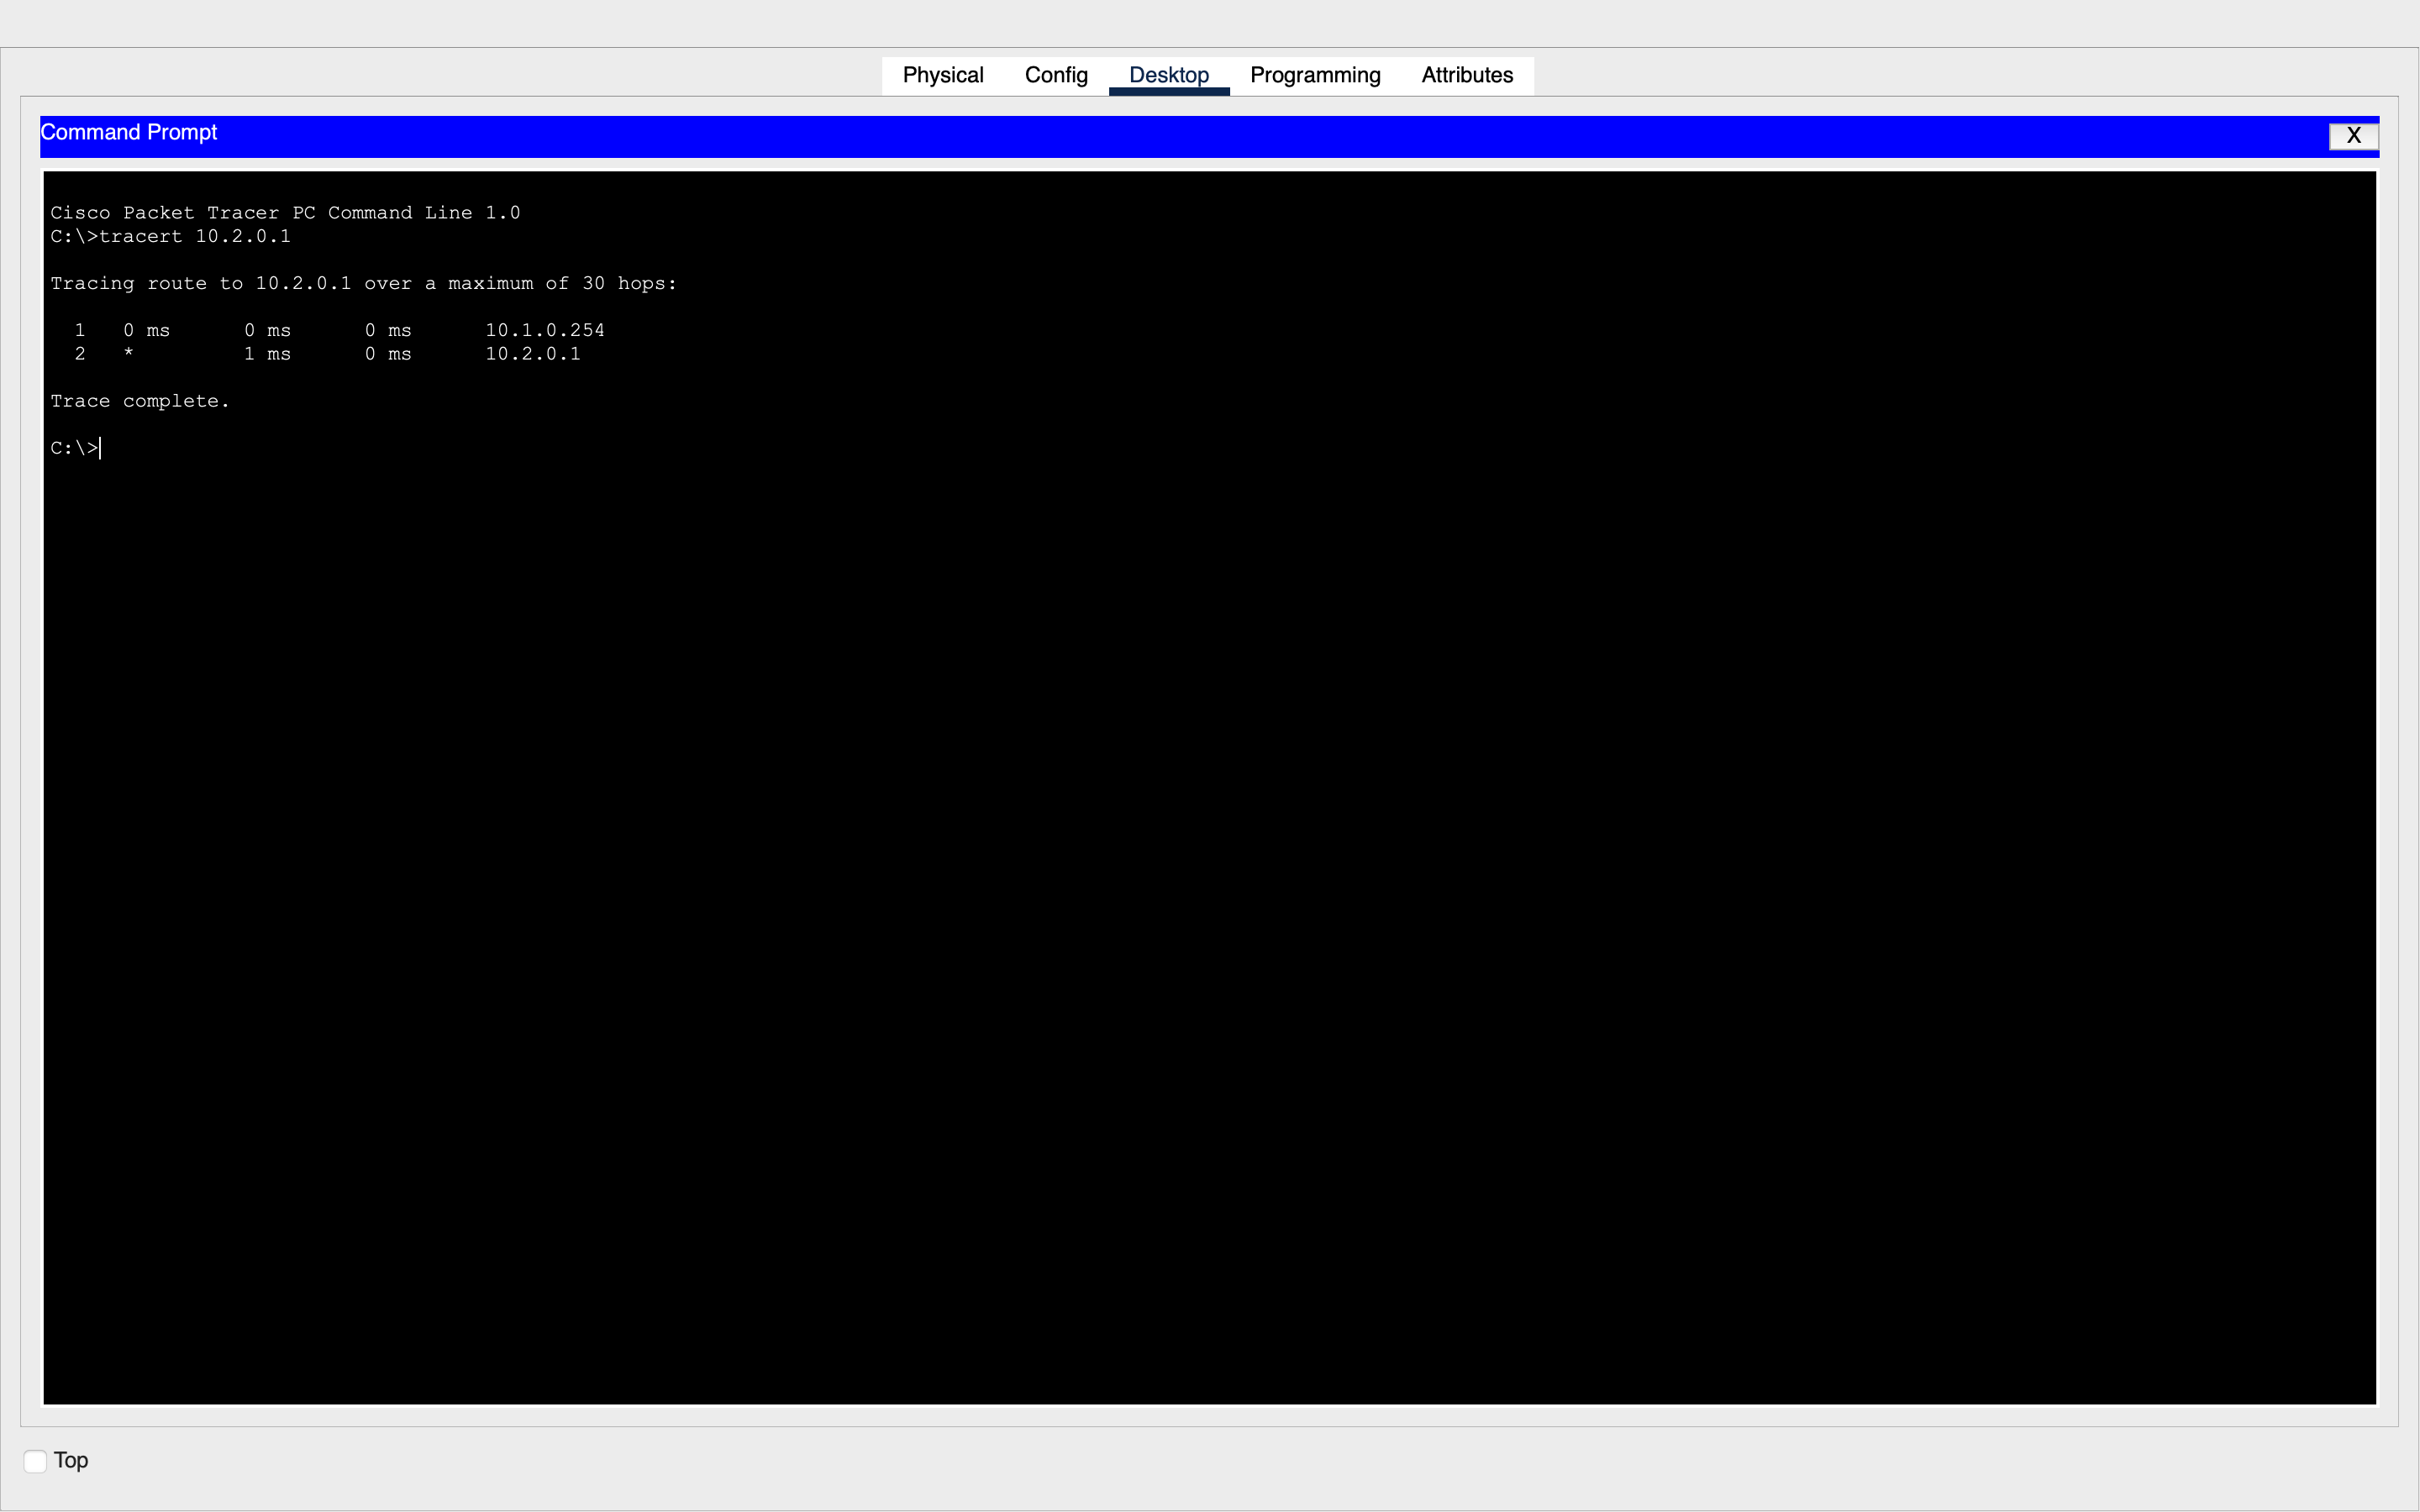 Physical Config Desktop Programming Attributes
Command Prompt X
Cisco Packet Tracer PC Command Line 1.0
C:\>tracert 10.2.0.1
Tracing route to 10.2.0.1 over a maximum of 30 hops:
1 0 ms 0 ms 0 ms 10.1.0.254
2 * 1 ms 0 ms 10.2.0.1
Trace complete.
C:\>
Top